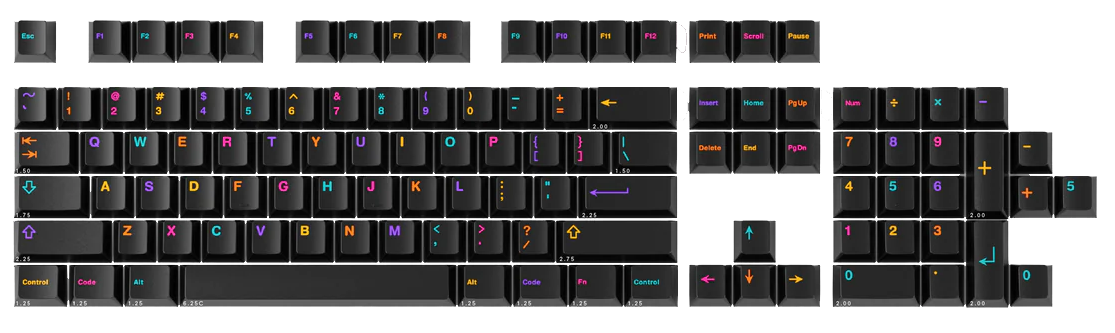 Esc F1 F2 F3 F4 F5 F6 F7 F8 F9 F10 F11 F12 Print Scroll Pause
~ ! @ # $ % ^ & * ( ) _ + ← Insert Home PgUp Num ÷ × −
` 1 2 3 4 5 6 7 8 9 0 - =
2.00
⇤ Q W E R T Y U I O P { } | Delete End PgDn 7 8 9 + −
⇥ [ ] \
1.50 1.50
⇩ A S D F G H J K L : " ↵ 4 5 6 + 5
; '
1.75 2.25 2.00
⇧ Z X C V B N M < > ? ⇧ ↑ 1 2 3 ↵
, . /
2.25 2.75
Control Code Alt Alt Code Fn Control ← ↓ → 0 0
1.25 1.25 1.25 6.25C 1.25 1.25 1.25 1.25 2.00 2.00